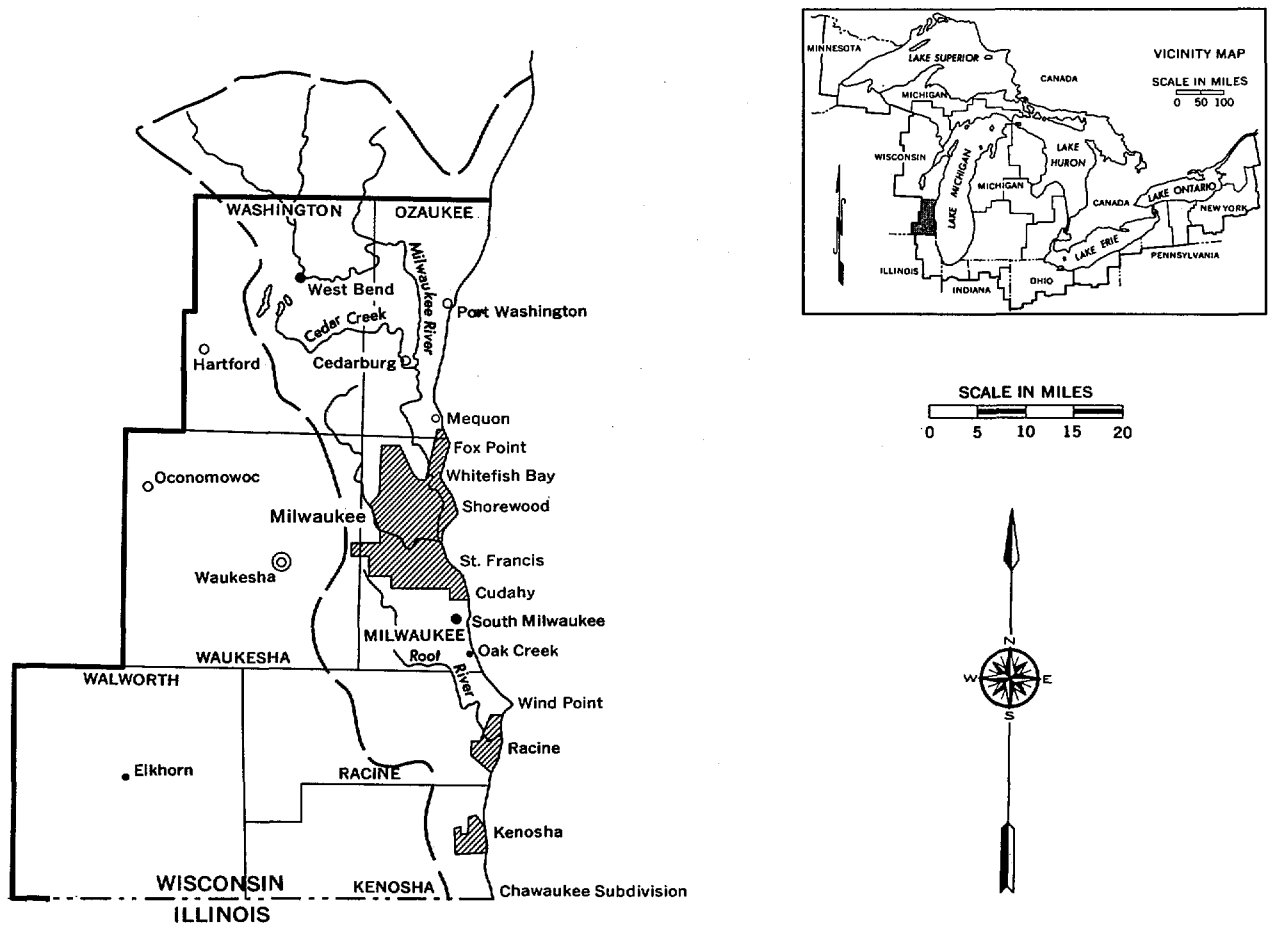 WASHINGTON
OZAUKEE
Milwaukee River
West Bend
Port Washington
Cedar Creek
Hartford
Cedarburg
Mequon
Fox Point
Oconomowoc
Whitefish Bay
Shorewood
Milwaukee
St. Francis
Waukesha
Cudahy
South Milwaukee
MILWAUKEE
Oak Creek
WAUKESHA
Root River
WALWORTH
Wind Point
Racine
Elkhorn
RACINE
Kenosha
WISCONSIN
KENOSHA
Chawaukee Subdivision
ILLINOIS
MINNESOTA
LAKE SUPERIOR
VICINITY MAP
CANADA
SCALE IN MILES
0 50 100
MICHIGAN
WISCONSIN
LAKE MICHIGAN
LAKE
HURON
MICHIGAN
CANADA
LAKE ONTARIO
NEW YORK
LAKE ERIE
PENNSYLVANIA
ILLINOIS
INDIANA
OHIO
SCALE IN MILES
0 5 10 15 20
N
W E
S